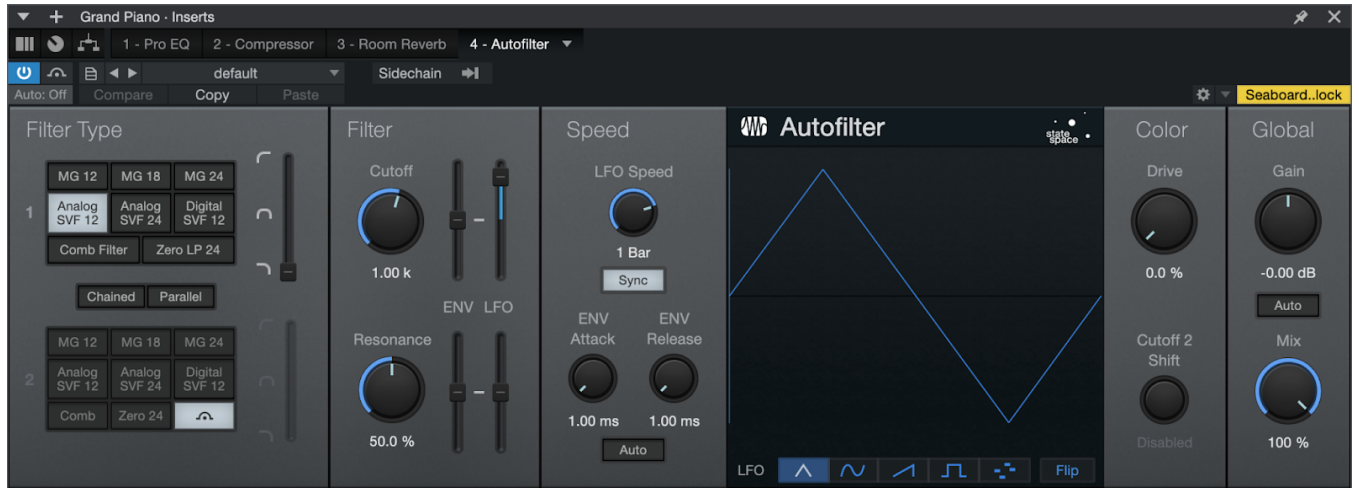 Grand Piano · Inserts
1 - Pro EQ 2 - Compressor 3 - Room Reverb 4 - Autofilter
default Sidechain
Auto: Off Compare Copy Paste Seaboard..lock
Filter Type
1
MG 12 MG 18 MG 24
Analog SVF 12
Analog SVF 24
Digital SVF 12
Comb Filter Zero LP 24
Chained Parallel
2
MG 12 MG 18 MG 24
Analog SVF 12
Analog SVF 24
Digital SVF 12
Comb Zero 24
Filter
Cutoff
1.00 k
ENV LFO
Resonance
50.0 %
Speed
LFO Speed
1 Bar
Sync
ENV Attack
ENV Release
1.00 ms 1.00 ms
Auto
Autofilter
state space
LFO Flip
Color
Drive
0.0 %
Cutoff 2
Shift
Disabled
Global
Gain
-0.00 dB
Auto
Mix
100 %